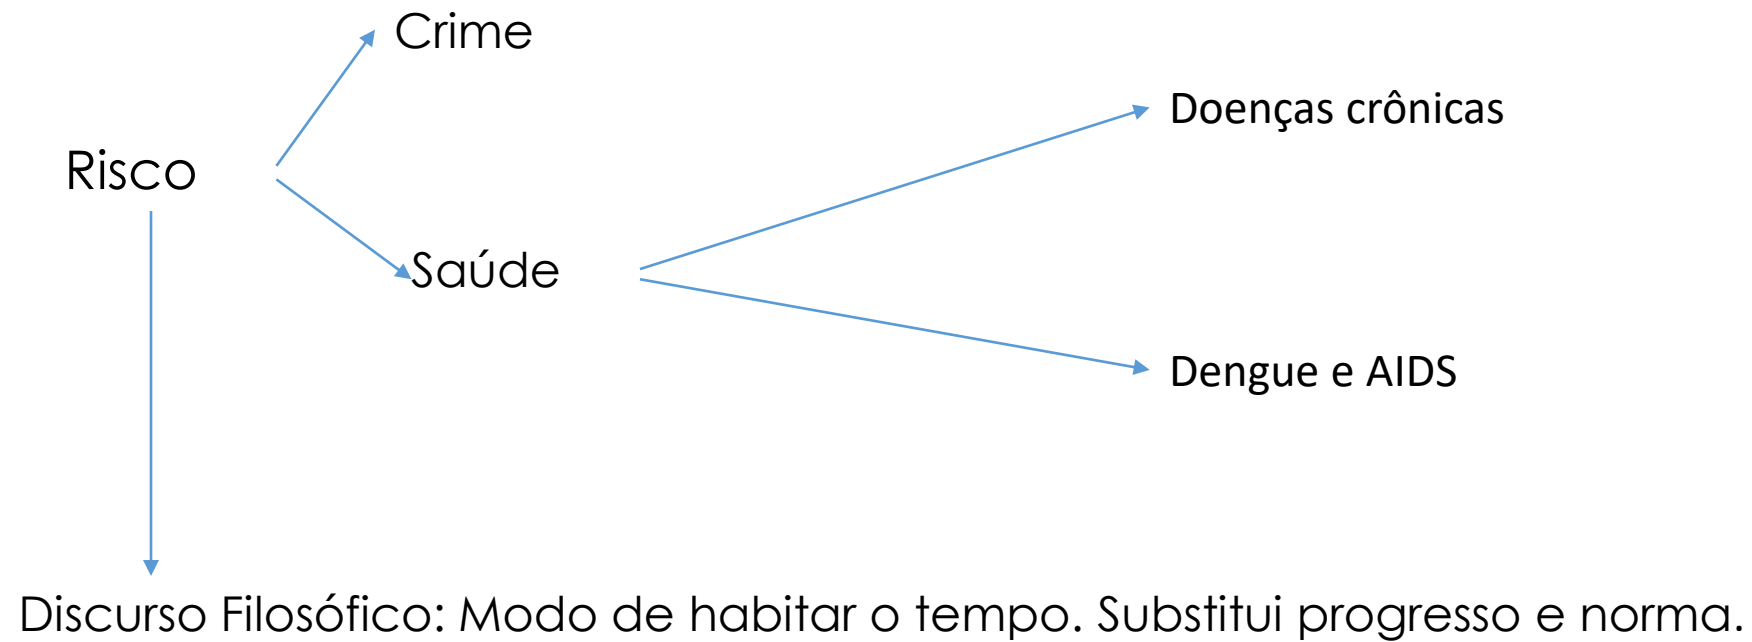 Crime
Doenças crônicas
Risco
Saúde
Dengue e AIDS
Discurso Filosófico: Modo de habitar o tempo. Substitui progresso e norma.